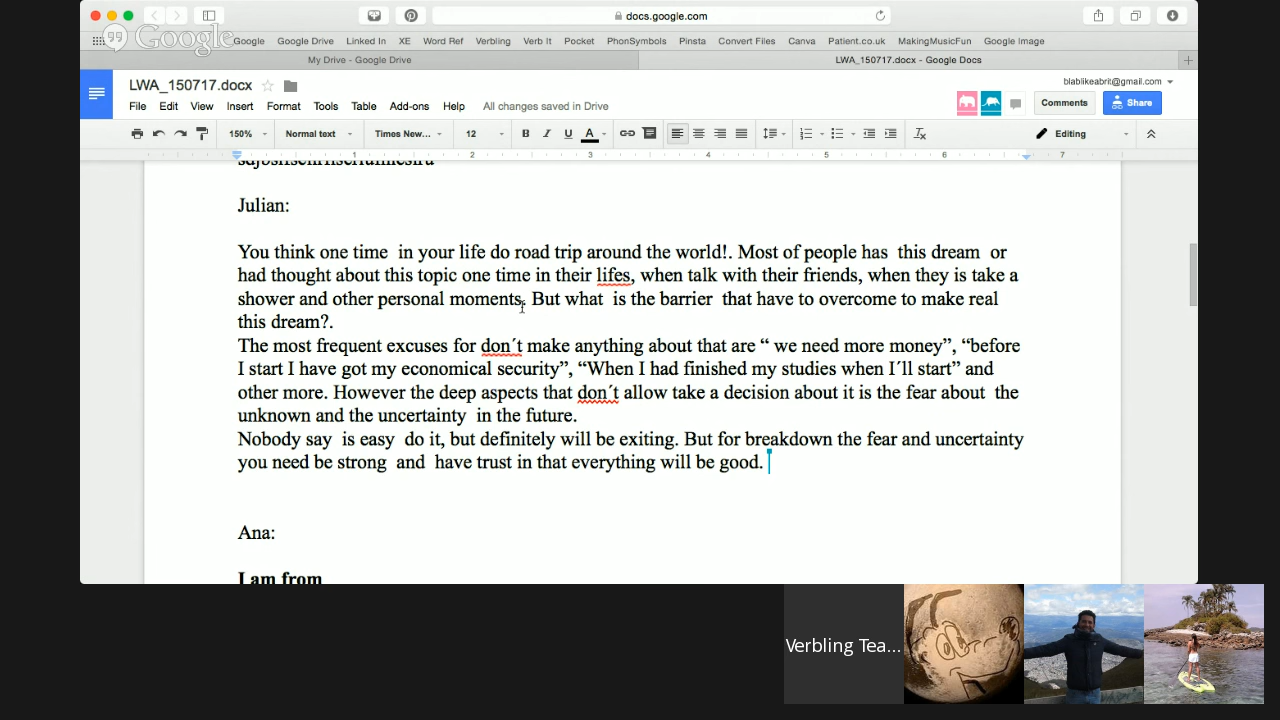 docs.google.com
Google
Google Google Drive Linked In XE Word Ref Verbling Verb It Pocket PhonSymbols Pinsta Convert Files Canva Patient.co.uk MakingMusicFun Google Image
My Drive - Google Drive LWA_150717.docx - Google Docs
LWA_150717.docx
blablikeabrit@gmail.com
File Edit View Insert Format Tools Table Add-ons Help All changes saved in Drive Comments Share
150% Normal text Times New... 12 B I U A Editing
1 2 3 4 5 6 7
Julian:
You think one time in your life do road trip around the world!. Most of people has this dream or
had thought about this topic one time in their lifes, when talk with their friends, when they is take a
shower and other personal moments. But what is the barrier that have to overcome to make real
this dream?.
The most frequent excuses for don´t make anything about that are “ we need more money”, “before
I start I have got my economical security”, “When I had finished my studies when I´ll start” and
other more. However the deep aspects that don´t allow take a decision about it is the fear about the
unknown and the uncertainty in the future.
Nobody say is easy do it, but definitely will be exiting. But for breakdown the fear and uncertainty
you need be strong and have trust in that everything will be good.
Ana:
I am from
Verbling Tea...